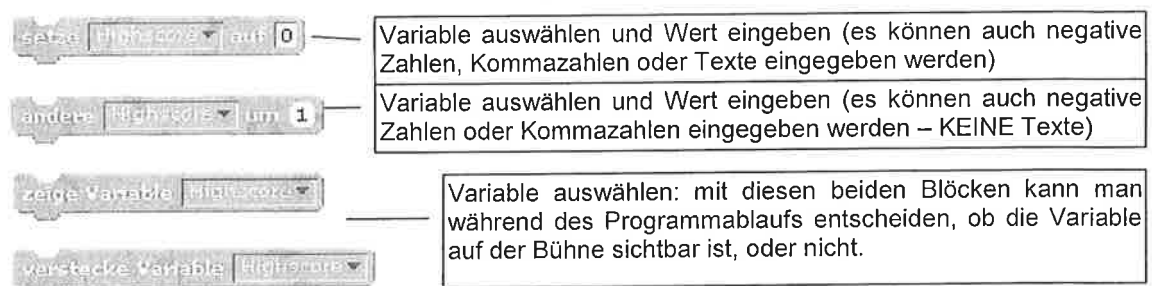 setze Highscore auf 0
Variable auswählen und Wert eingeben (es können auch negative
Zahlen, Kommazahlen oder Texte eingegeben werden)
ändere Highscore um 1
Variable auswählen und Wert eingeben (es können auch negative
Zahlen oder Kommazahlen eingegeben werden – KEINE Texte)
zeige Variable Highscore
Variable auswählen: mit diesen beiden Blöcken kann man
während des Programmablaufs entscheiden, ob die Variable
auf der Bühne sichtbar ist, oder nicht.
verstecke Variable Highscore